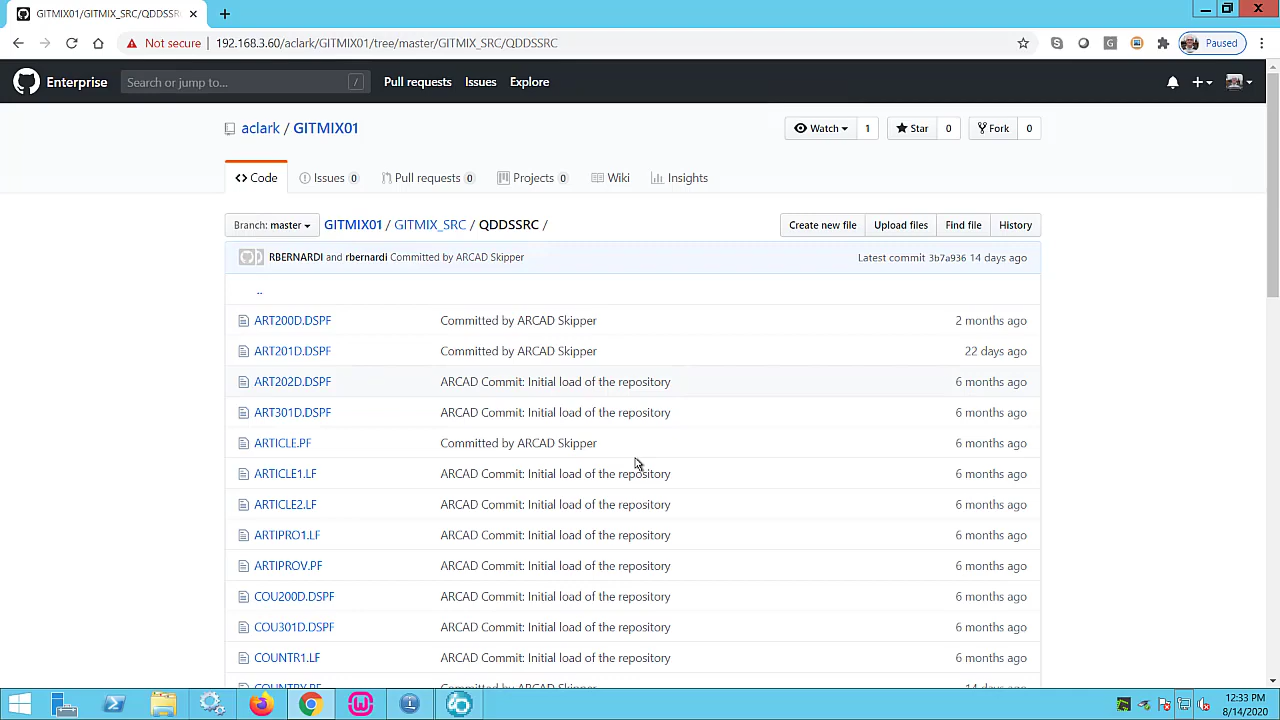 GITMIX01/GITMIX_SRC/QDDSSR
Not secure 192.168.3.60/aclark/GITMIX01/tree/master/GITMIX_SRC/QDDSSRC
Paused
Enterprise Search or jump to... / Pull requests Issues Explore
aclark / GITMIX01 Watch 1 Star 0 Fork 0
Code Issues 0 Pull requests 0 Projects 0 Wiki Insights
Branch: master GITMIX01 / GITMIX_SRC / QDDSSRC / Create new file Upload files Find file History
RBERNARDI and rbernardi Committed by ARCAD Skipper Latest commit 3b7a936 14 days ago
..
ART200D.DSPF Committed by ARCAD Skipper 2 months ago
ART201D.DSPF Committed by ARCAD Skipper 22 days ago
ART202D.DSPF ARCAD Commit: Initial load of the repository 6 months ago
ART301D.DSPF ARCAD Commit: Initial load of the repository 6 months ago
ARTICLE.PF Committed by ARCAD Skipper 6 months ago
ARTICLE1.LF ARCAD Commit: Initial load of the repository 6 months ago
ARTICLE2.LF ARCAD Commit: Initial load of the repository 6 months ago
ARTIPRO1.LF ARCAD Commit: Initial load of the repository 6 months ago
ARTIPROV.PF ARCAD Commit: Initial load of the repository 6 months ago
COU200D.DSPF ARCAD Commit: Initial load of the repository 6 months ago
COU301D.DSPF ARCAD Commit: Initial load of the repository 6 months ago
COUNTR1.LF ARCAD Commit: Initial load of the repository 6 months ago
COUNTRY.PF Committed by ARCAD Skipper 14 days ago
12:33 PM
8/14/2020